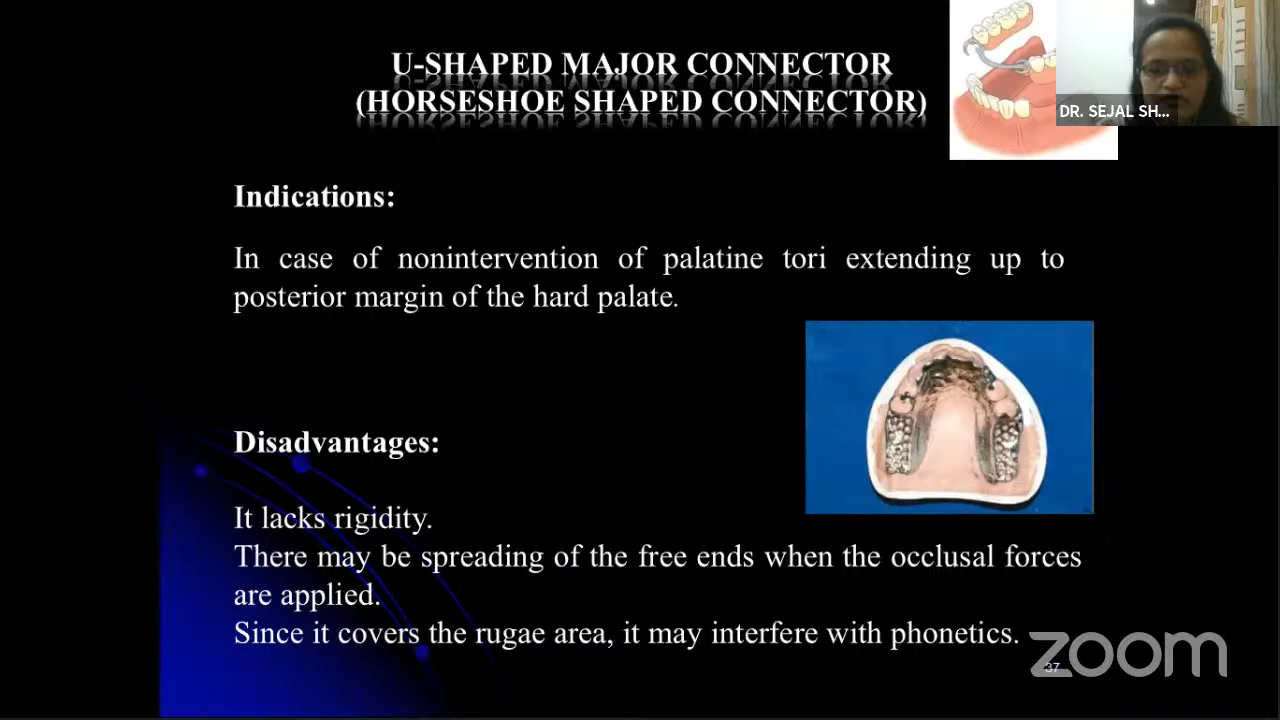 U-SHAPED MAJOR CONNECTOR
(HORSESHOE SHAPED CONNECTOR)
DR. SEJAL SH...
Indications:
In case of nonintervention of palatine tori extending up to
posterior margin of the hard palate.
Disadvantages:
It lacks rigidity.
There may be spreading of the free ends when the occlusal forces
are applied.
Since it covers the rugae area, it may interfere with phonetics.
zoom
37